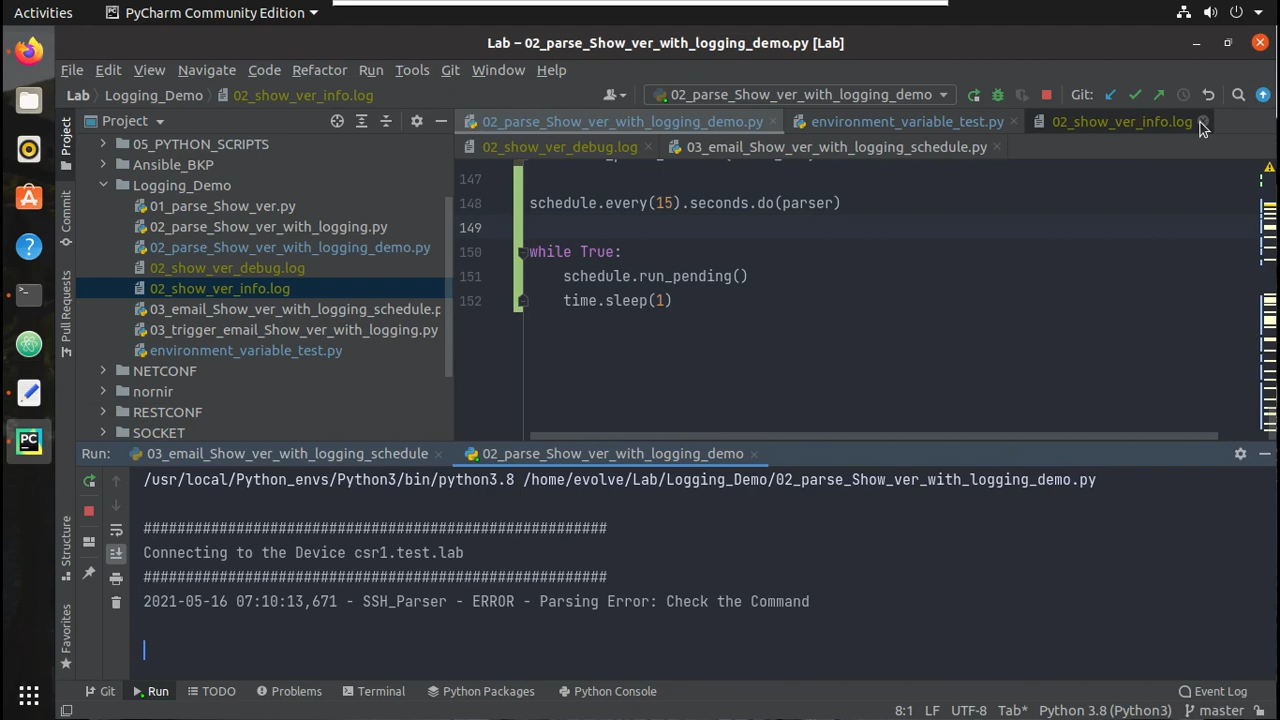 Activities PyCharm Community Edition
Lab – 02_parse_Show_ver_with_logging_demo.py [Lab]
File Edit View Navigate Code Refactor Run Tools Git Window Help
Lab Logging_Demo 02_show_ver_info.log 02_parse_Show_ver_with_logging_demo Git:
Project
02_parse_Show_ver_with_logging_demo.py environment_variable_test.py 02_show_ver_info.log
02_show_ver_debug.log 03_email_Show_ver_with_logging_schedule.py
05_PYTHON_SCRIPTS
Ansible_BKP
Logging_Demo
01_parse_Show_ver.py
02_parse_Show_ver_with_logging.py
02_parse_Show_ver_with_logging_demo.py
02_show_ver_debug.log
02_show_ver_info.log
03_email_Show_ver_with_logging_schedule.p
03_trigger_email_Show_ver_with_logging.py
environment_variable_test.py
NETCONF
nornir
RESTCONF
SOCKET
147
148 schedule.every(15).seconds.do(parser)
149
150 while True:
151 schedule.run_pending()
152 time.sleep(1)
Project
Commit
Pull Requests
Structure
Favorites
Run: 03_email_Show_ver_with_logging_schedule 02_parse_Show_ver_with_logging_demo
/usr/local/Python_envs/Python3/bin/python3.8 /home/evolve/Lab/Logging_Demo/02_parse_Show_ver_with_logging_demo.py
#######################################################
Connecting to the Device csr1.test.lab
#######################################################
2021-05-16 07:10:13,671 - SSH_Parser - ERROR - Parsing Error: Check the Command
Git Run TODO Problems Terminal Python Packages Python Console Event Log
8:1 LF UTF-8 Tab* Python 3.8 (Python3) master